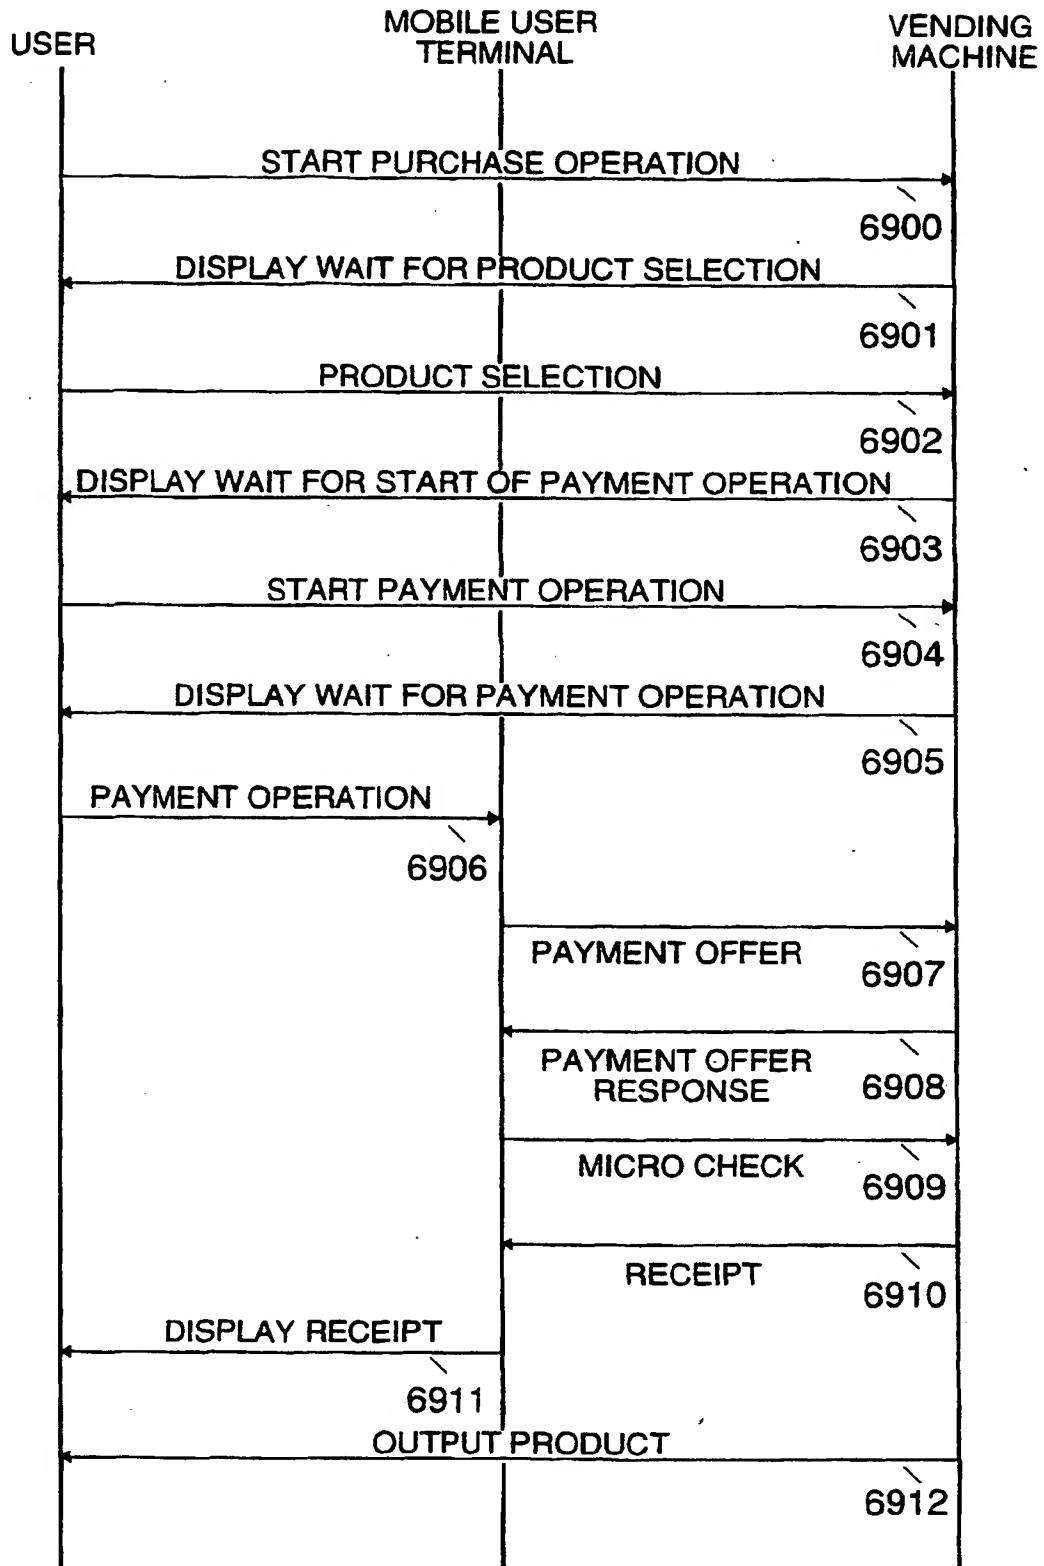 USER
MOBILE USER
TERMINAL
VENDING
MACHINE
START PURCHASE OPERATION
6900
DISPLAY WAIT FOR PRODUCT SELECTION
6901
PRODUCT SELECTION
6902
DISPLAY WAIT FOR START OF PAYMENT OPERATION
6903
START PAYMENT OPERATION
6904
DISPLAY WAIT FOR PAYMENT OPERATION
6905
PAYMENT OPERATION
6906
PAYMENT OFFER
6907
PAYMENT OFFER
RESPONSE
6908
MICRO CHECK
6909
RECEIPT
6910
DISPLAY RECEIPT
6911
OUTPUT PRODUCT
6912